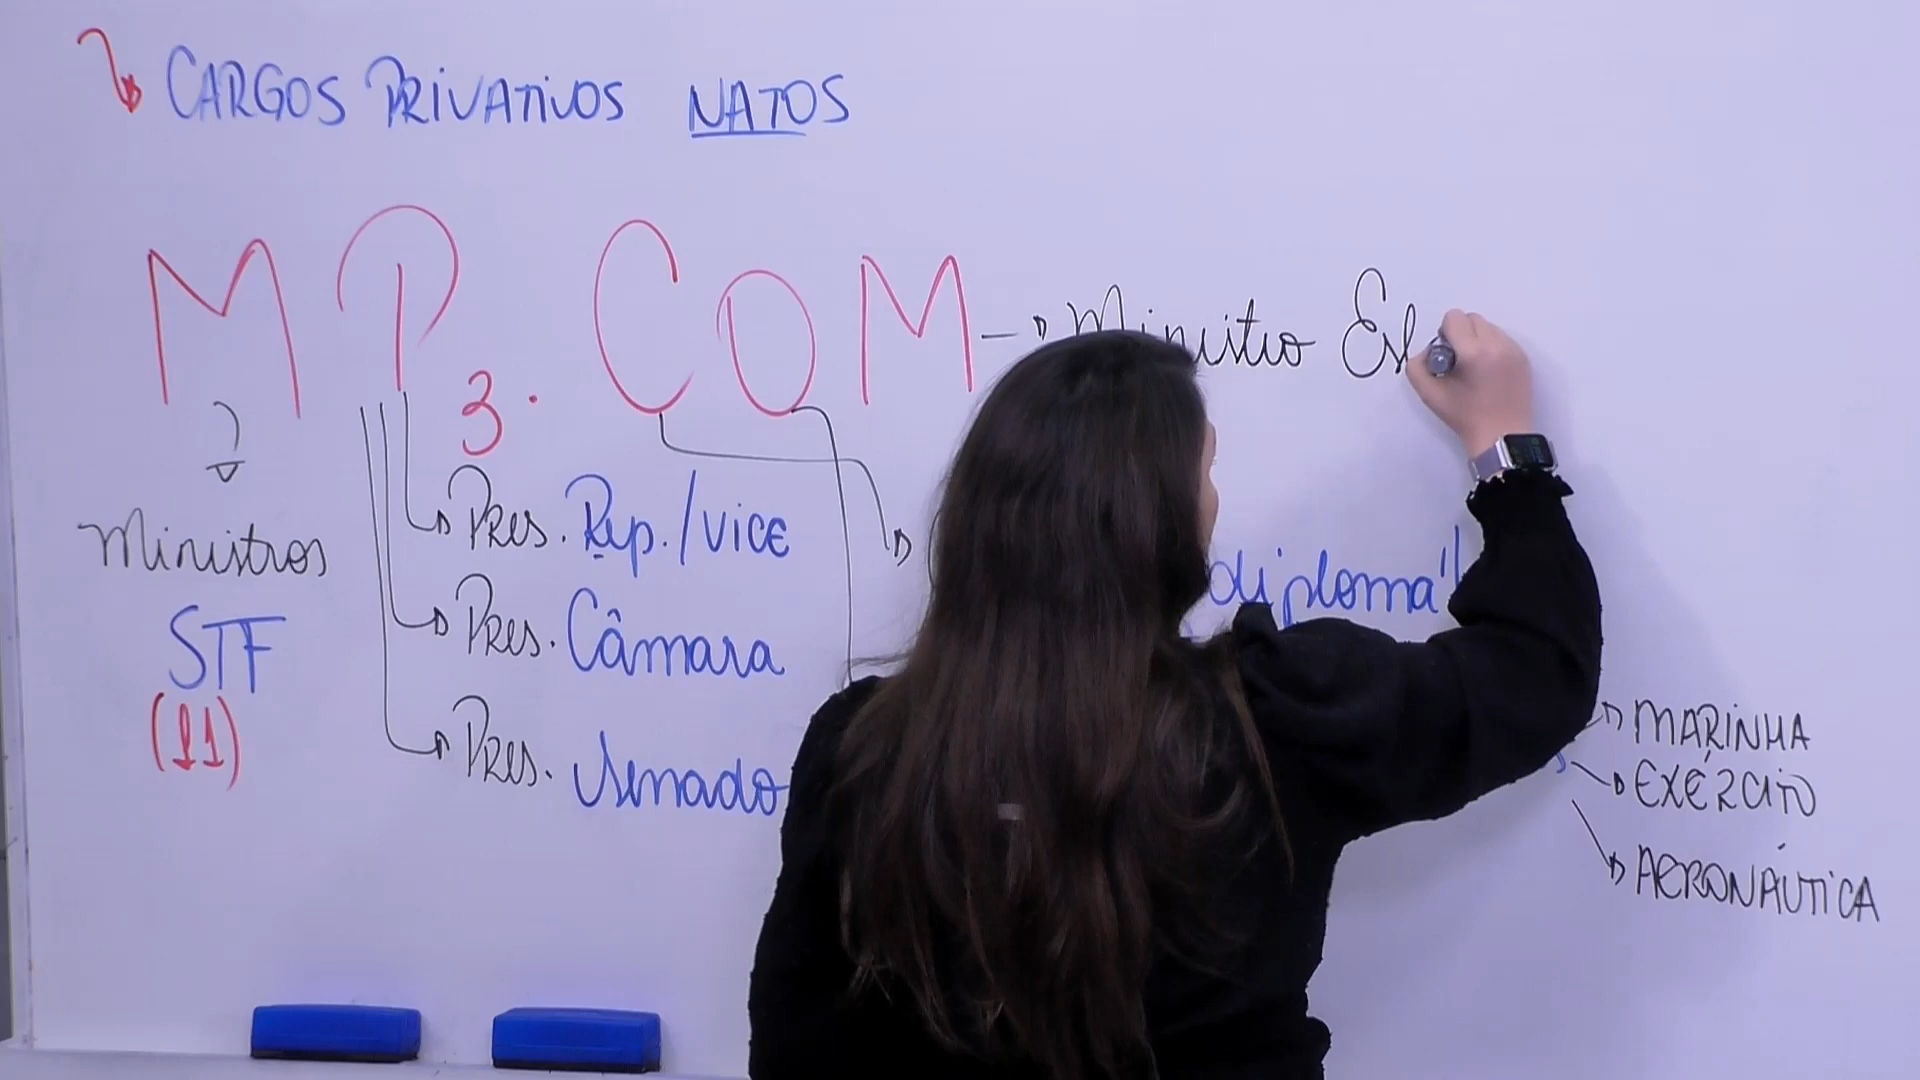 CARGOS PRIVATIVOS NATOS
MP3.COM
Ministro
Ministros
STF
(11)
Pres. Rep./vice
Pres. Câmara
Pres. Senado
MARINHA
EXÉRCITO
AERONÁUTICA